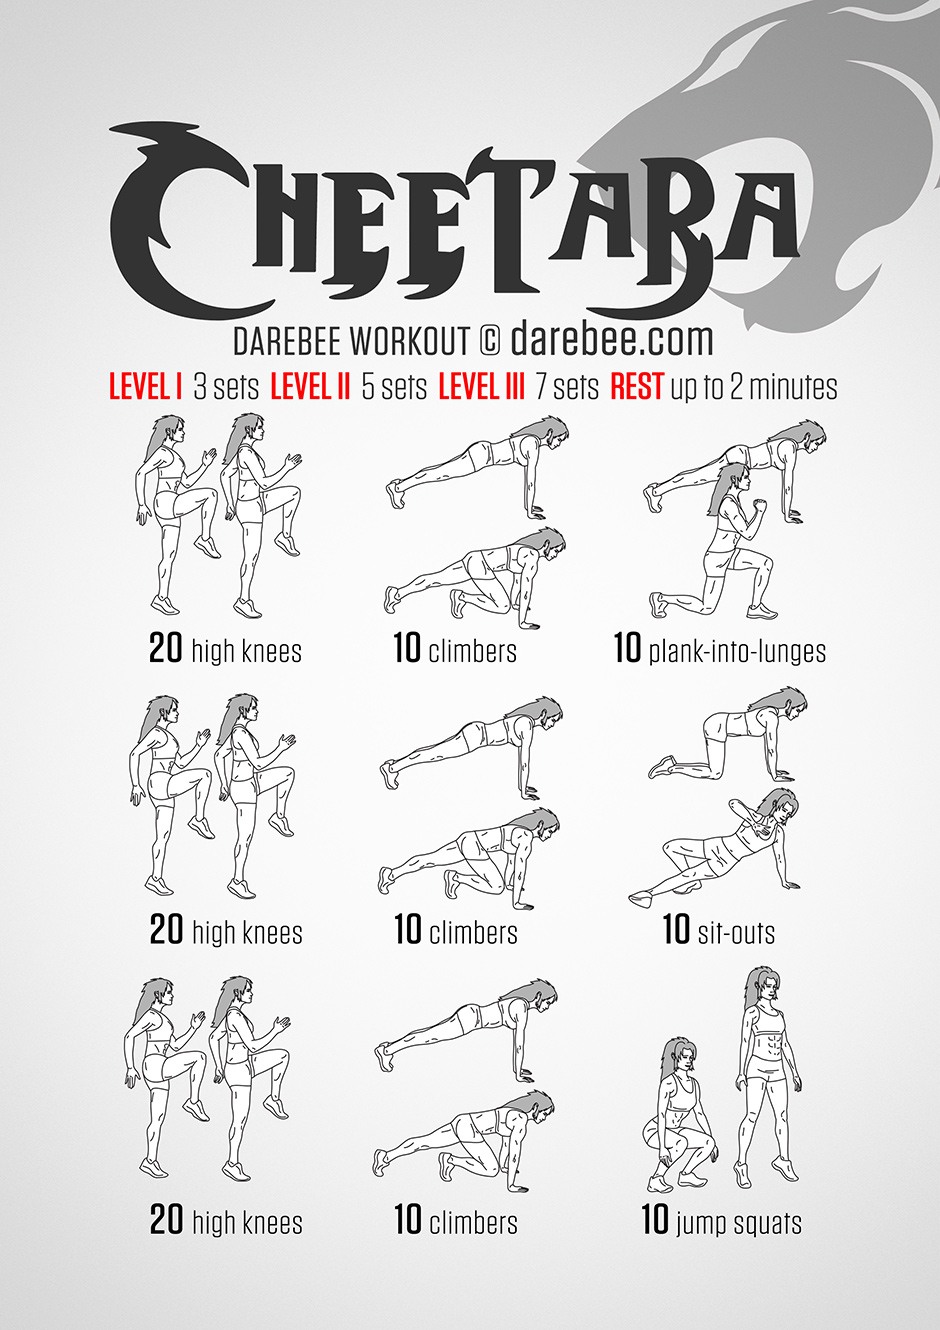 CHEETARA
DAREBEE WORKOUT © darebee.com
LEVEL I 3 sets LEVEL II 5 sets LEVEL III 7 sets REST up to 2 minutes
20 high knees
10 climbers
10 plank-into-lunges
20 high knees
10 climbers
10 sit-outs
20 high knees
10 climbers
10 jump squats